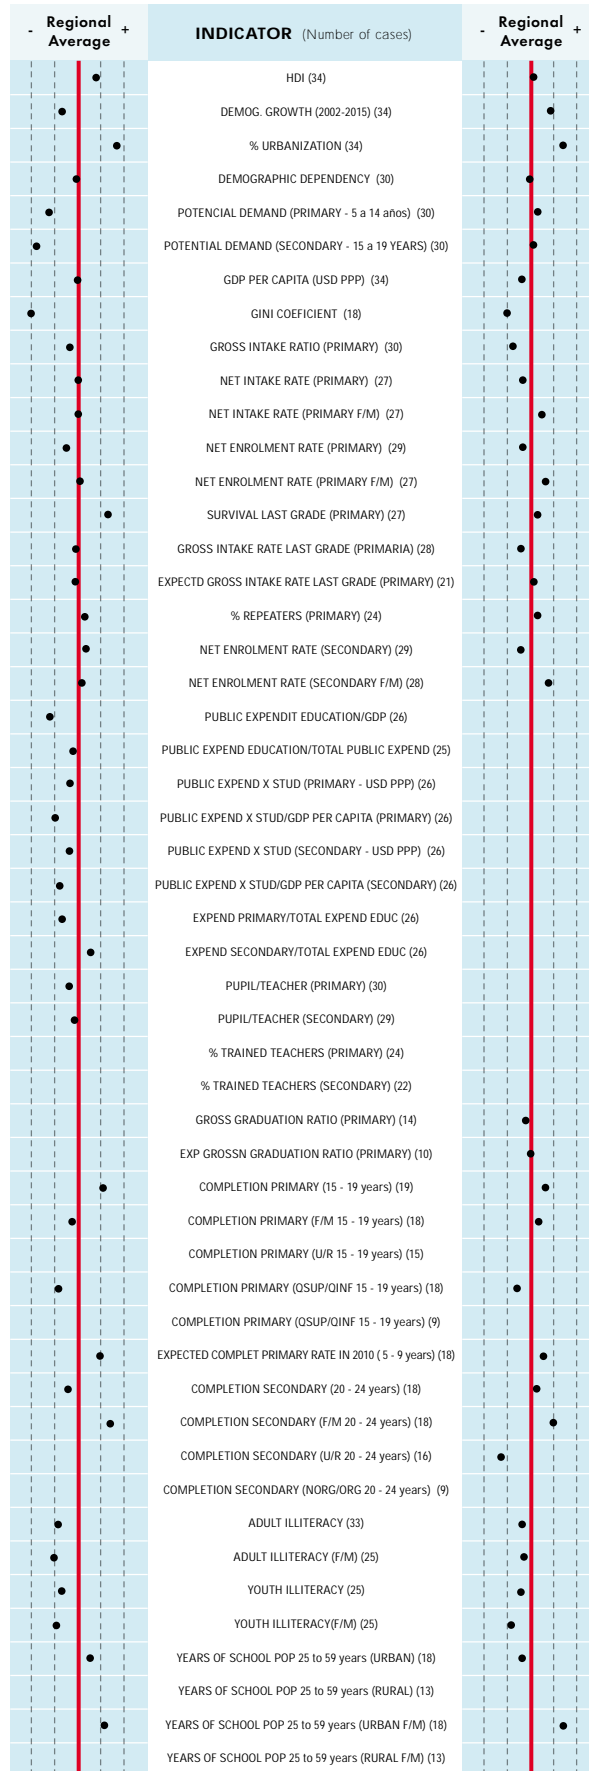 - Regional Average +
INDICATOR (Number of cases)
- Regional Average +
HDI (34)
DEMOG. GROWTH (2002-2015) (34)
% URBANIZATION (34)
DEMOGRAPHIC DEPENDENCY (30)
POTENCIAL DEMAND (PRIMARY - 5 a 14 años) (30)
POTENTIAL DEMAND (SECONDARY - 15 a 19 YEARS) (30)
GDP PER CAPITA (USD PPP) (34)
GINI COEFICIENT (18)
GROSS INTAKE RATIO (PRIMARY) (30)
NET INTAKE RATE (PRIMARY) (27)
NET INTAKE RATE (PRIMARY F/M) (27)
NET ENROLMENT RATE (PRIMARY) (29)
NET ENROLMENT RATE (PRIMARY F/M) (27)
SURVIVAL LAST GRADE (PRIMARY) (27)
GROSS INTAKE RATE LAST GRADE (PRIMARIA) (28)
EXPECTD GROSS INTAKE RATE LAST GRADE (PRIMARY) (21)
% REPEATERS (PRIMARY) (24)
NET ENROLMENT RATE (SECONDARY) (29)
NET ENROLMENT RATE (SECONDARY F/M) (28)
PUBLIC EXPENDIT EDUCATION/GDP (26)
PUBLIC EXPEND EDUCATION/TOTAL PUBLIC EXPEND (25)
PUBLIC EXPEND X STUD (PRIMARY - USD PPP) (26)
PUBLIC EXPEND X STUD/GDP PER CAPITA (PRIMARY) (26)
PUBLIC EXPEND X STUD (SECONDARY - USD PPP) (26)
PUBLIC EXPEND X STUD/GDP PER CAPITA (SECONDARY) (26)
EXPEND PRIMARY/TOTAL EXPEND EDUC (26)
EXPEND SECONDARY/TOTAL EXPEND EDUC (26)
PUPIL/TEACHER (PRIMARY) (30)
PUPIL/TEACHER (SECONDARY) (29)
% TRAINED TEACHERS (PRIMARY) (24)
% TRAINED TEACHERS (SECONDARY) (22)
GROSS GRADUATION RATIO (PRIMARY) (14)
EXP GROSSN GRADUATION RATIO (PRIMARY) (10)
COMPLETION PRIMARY (15 - 19 years) (19)
COMPLETION PRIMARY (F/M 15 - 19 years) (18)
COMPLETION PRIMARY (U/R 15 - 19 years) (15)
COMPLETION PRIMARY (QSUP/QINF 15 - 19 years) (18)
COMPLETION PRIMARY (QSUP/QINF 15 - 19 years) (9)
EXPECTED COMPLET PRIMARY RATE IN 2010 ( 5 - 9 years) (18)
COMPLETION SECONDARY (20 - 24 years) (18)
COMPLETION SECONDARY (F/M 20 - 24 years) (18)
COMPLETION SECONDARY (U/R 20 - 24 years) (16)
COMPLETION SECONDARY (NORG/ORG 20 - 24 years) (9)
ADULT ILLITERACY (33)
ADULT ILLITERACY (F/M) (25)
YOUTH ILLITERACY (25)
YOUTH ILLITERACY(F/M) (25)
YEARS OF SCHOOL POP 25 to 59 years (URBAN) (18)
YEARS OF SCHOOL POP 25 to 59 years (RURAL) (13)
YEARS OF SCHOOL POP 25 to 59 years (URBAN F/M) (18)
YEARS OF SCHOOL POP 25 to 59 years (RURAL F/M) (13)